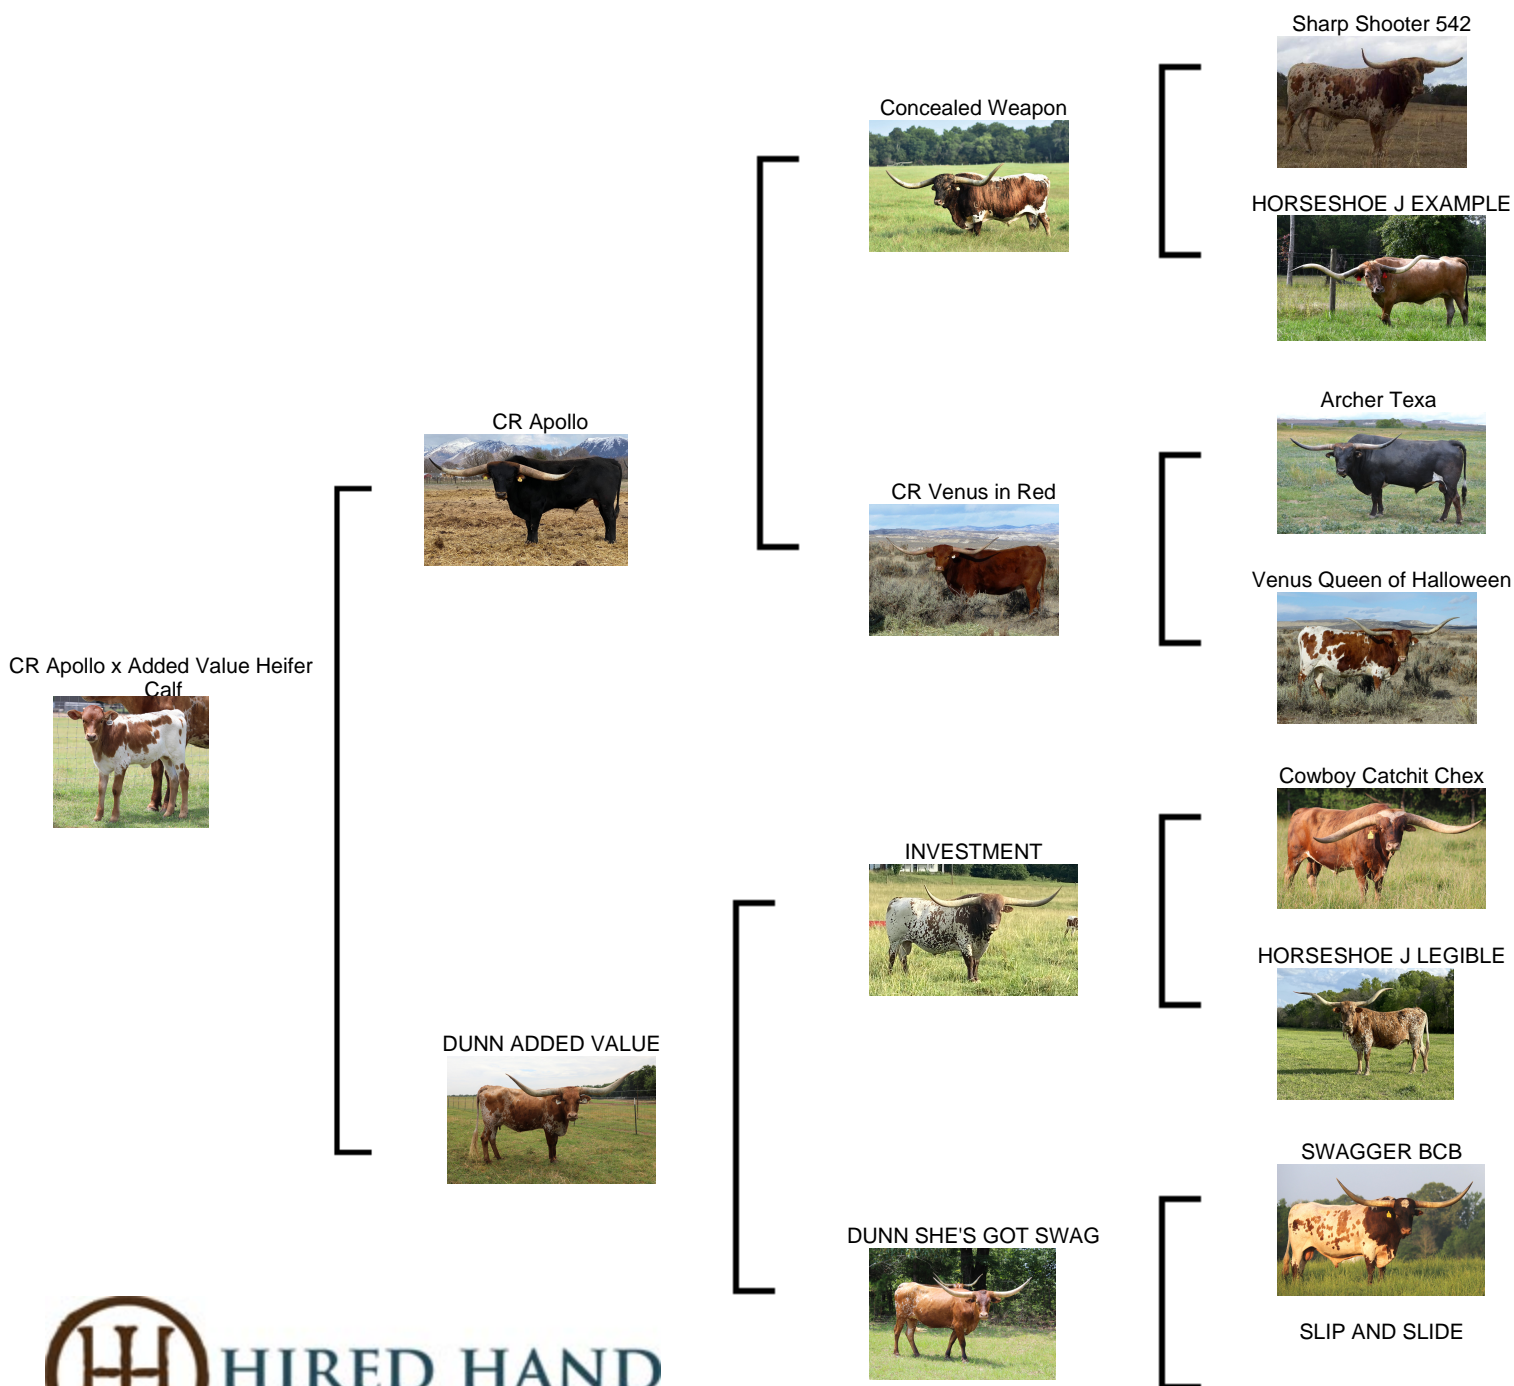 Sharp Shooter 542
Concealed Weapon
HORSESHOE J EXAMPLE
CR Apollo
Archer Texa
CR Venus in Red
Venus Queen of Halloween
CR Apollo x Added Value Heifer
Calf
Cowboy Catchit Chex
INVESTMENT
HORSESHOE J LEGIBLE
DUNN ADDED VALUE
SWAGGER BCB
DUNN SHE'S GOT SWAG
SLIP AND SLIDE
HIRED HAND